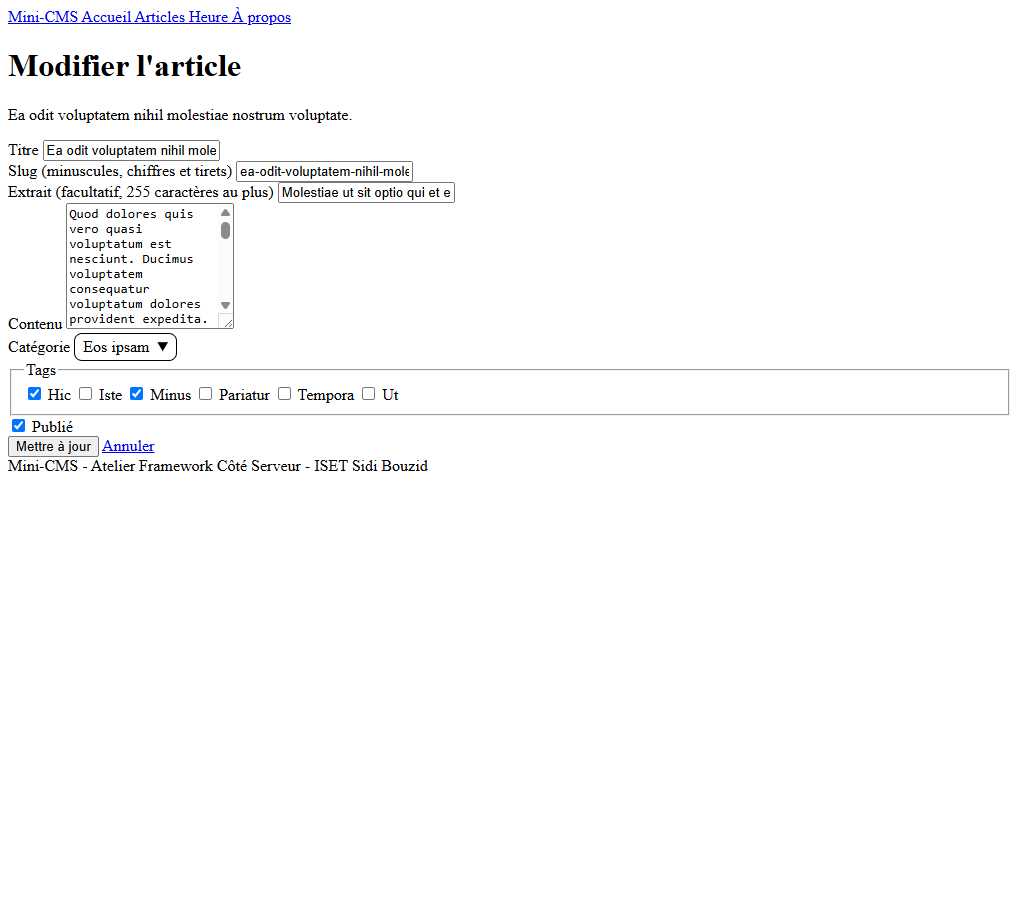 Mini-CMS Accueil Articles Heure À propos
Modifier l'article
Ea odit voluptatem nihil molestiae nostrum voluptate.
Titre Ea odit voluptatem nihil mole
Slug (minuscules, chiffres et tirets) ea-odit-voluptatem-nihil-mole
Extrait (facultatif, 255 caractères au plus) Molestiae ut sit optio qui et e
Quod dolores quis
vero quasi
voluptatum est
nesciunt. Ducimus
voluptatem
consequatur
voluptatum dolores
provident expedita.
Contenu
Catégorie Eos ipsam ▼
Tags
Hic Iste Minus Pariatur Tempora Ut
Publié
Mettre à jour Annuler
Mini-CMS - Atelier Framework Côté Serveur - ISET Sidi Bouzid